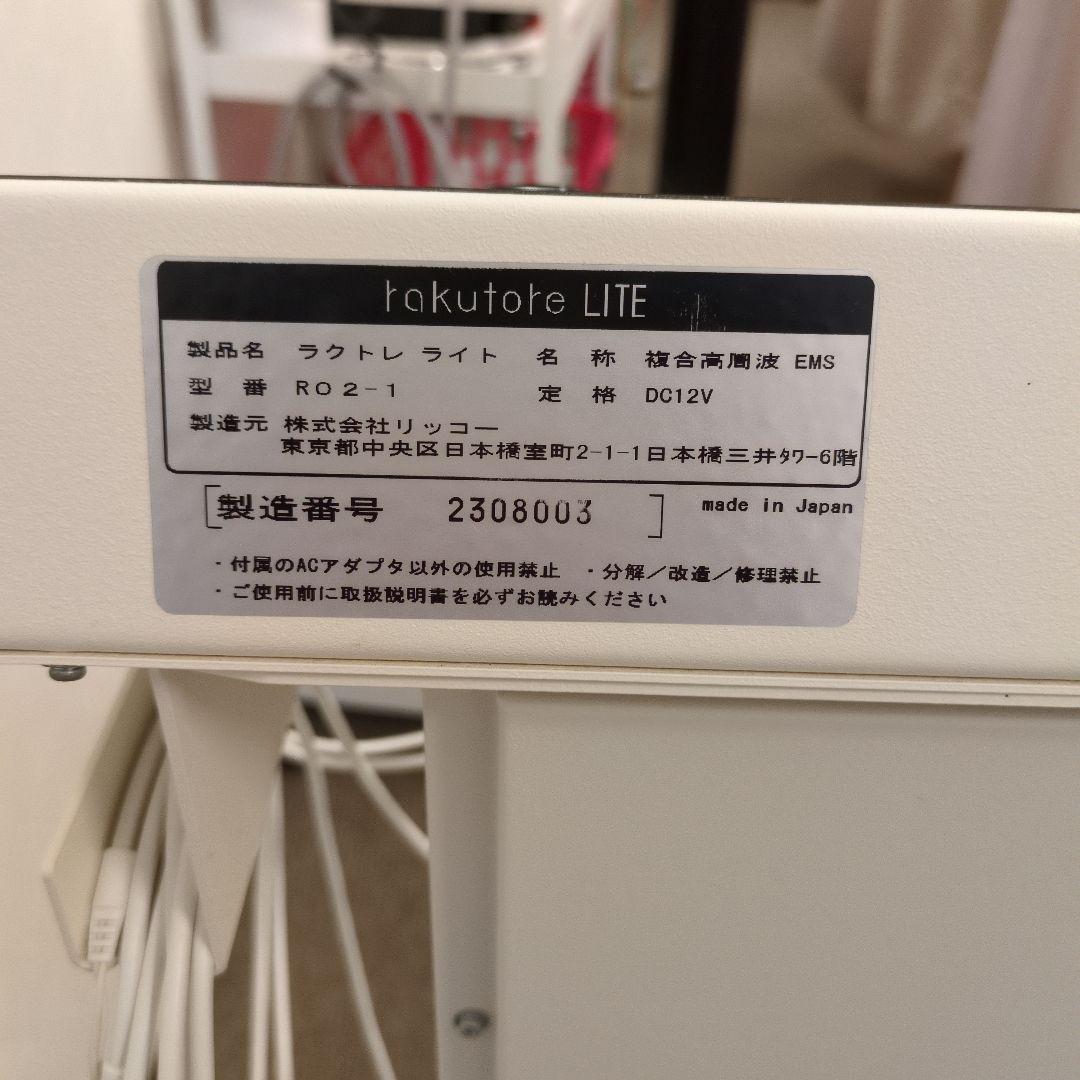 rakutore LITE
製品名 ラクトレ ライト 名 称 複合高周波 EMS
型 番 R02-1 定 格 DC12V
製造元 株式会社リッコー
東京都中央区日本橋室町2-1-1日本橋三井タワー6階
製造番号 2308003 made in Japan
・付属のACアダプタ以外の使用禁止 ・分解／改造／修理禁止
・ご使用前に取扱説明書を必ずお読みください